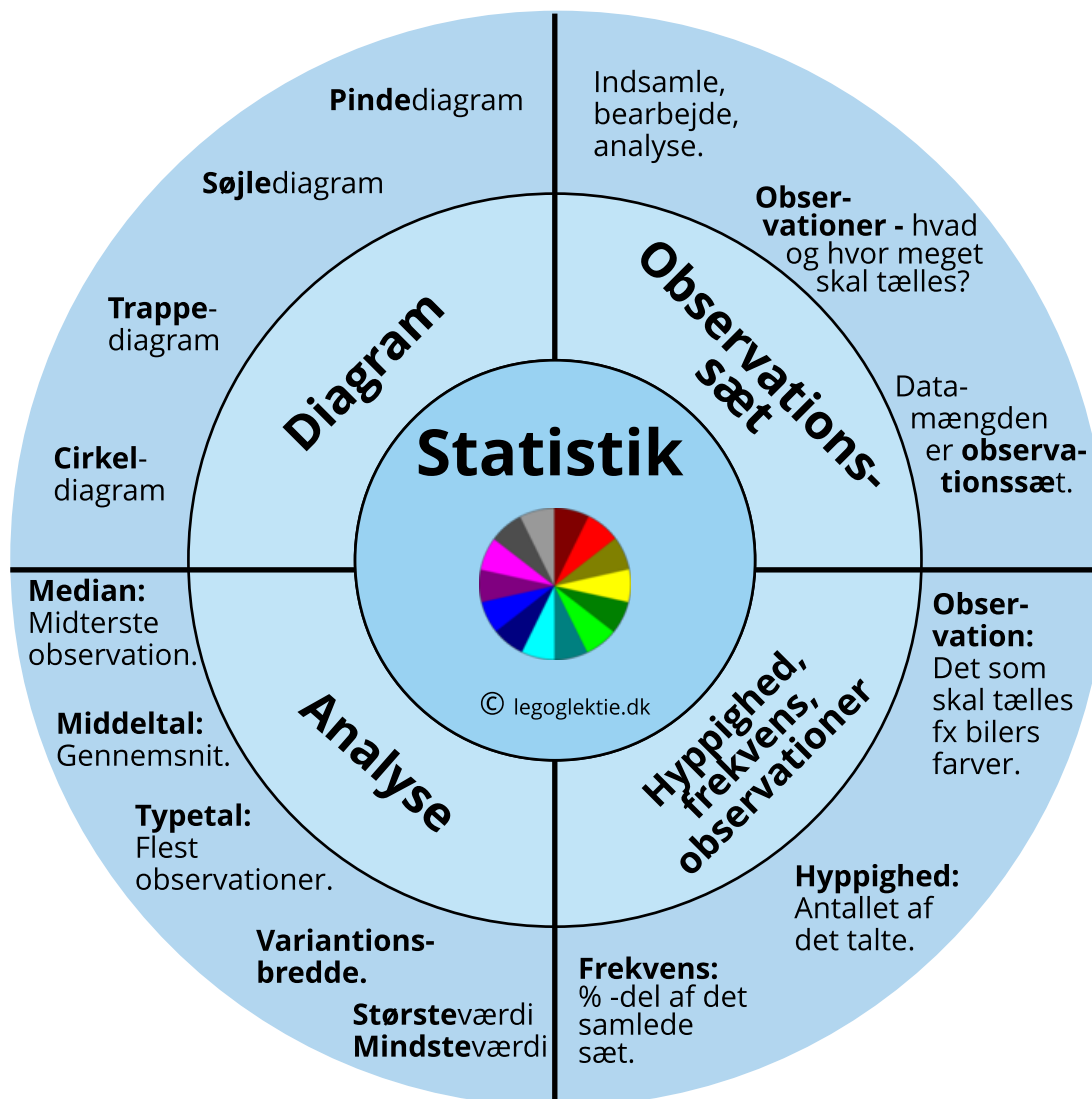 Statistik
© legoglektie.dk
Diagram
Pindediagram
Søjlediagram
Trappe-
diagram
Cirkel-
diagram
Observations-
sæt
Indsamle,
bearbejde,
analyse.
Obser-
vationer - hvad
og hvor meget
skal tælles?
Data-
mængden
er observa-
tionssæt.
Hyppighed,
frekvens,
observationer
Obser-
vation:
Det som
skal tælles
fx bilers
farver.
Hyppighed:
Antallet af
det talte.
Frekvens:
% -del af det
samlede
sæt.
Analyse
Median:
Midterste
observation.
Middeltal:
Gennemsnit.
Typetal:
Flest
observationer.
Variantions-
bredde.
Størsteværdi
Mindsteværdi